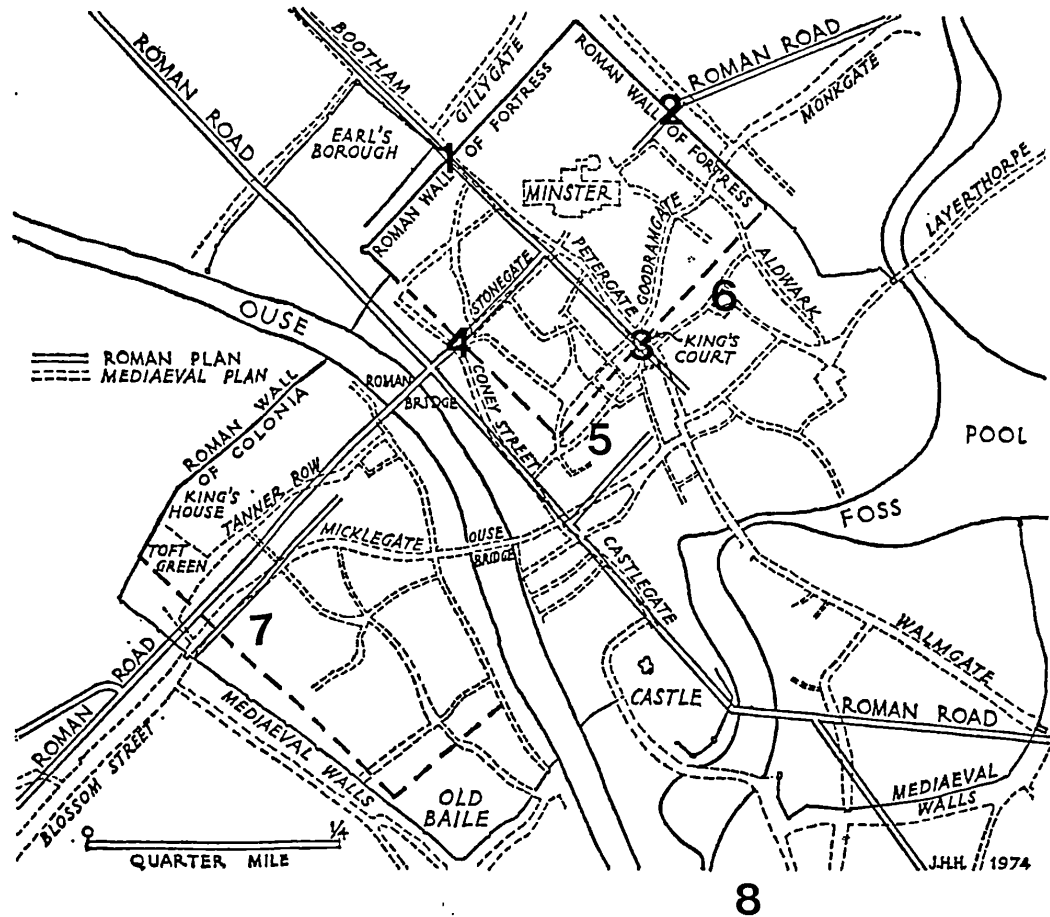 ROMAN ROAD
BOOTHAM
GILLYGATE
ROMAN WALL OF FORTRESS
2
ROMAN ROAD
MONKGATE
EARL'S
BOROUGH
1
ROMAN WALL OF FORTRESS
MINSTER
LAYERTHORPE
PETERGATE
GOODRAMGATE
ALDWARK
STONEGATE
6
OUSE
4
3
KING'S
COURT
ROMAN PLAN
MEDIAEVAL PLAN
ROMAN
BRIDGE
CONEY STREET
5
POOL
ROMAN WALL
OF
COLONIA
KING'S
HOUSE
TANNER ROW
TOFT
GREEN
MICKLEGATE
OUSE
BRIDGE
FOSS
CASTLEGATE
7
WALMGATE
CASTLE
ROMAN ROAD
ROMAN ROAD
BLOSSOM STREET
MEDIAEVAL WALLS
OLD
BAILE
MEDIAEVAL
WALLS
0 1/4
QUARTER MILE
J.H.H. 1974
8